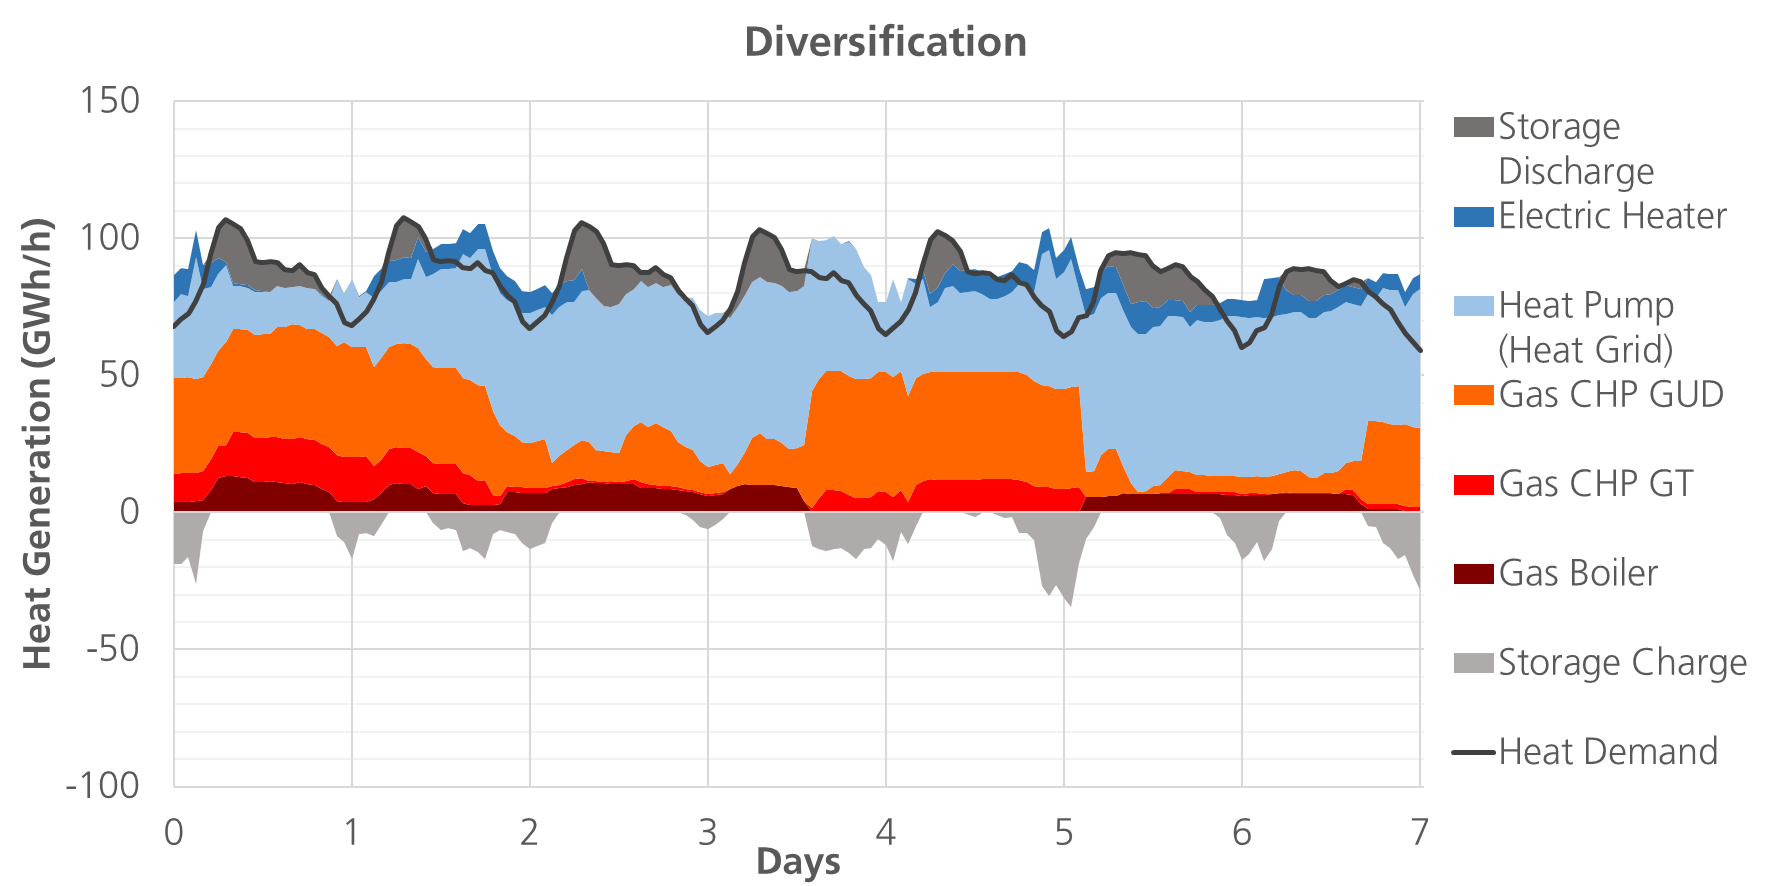 Diversification
Heat Generation (GWh/h)
150
100
50
0
-50
-100
0 1 2 3 4 5 6 7
Days
Storage
Discharge
Electric Heater
Heat Pump
(Heat Grid)
Gas CHP GUD
Gas CHP GT
Gas Boiler
Storage Charge
Heat Demand